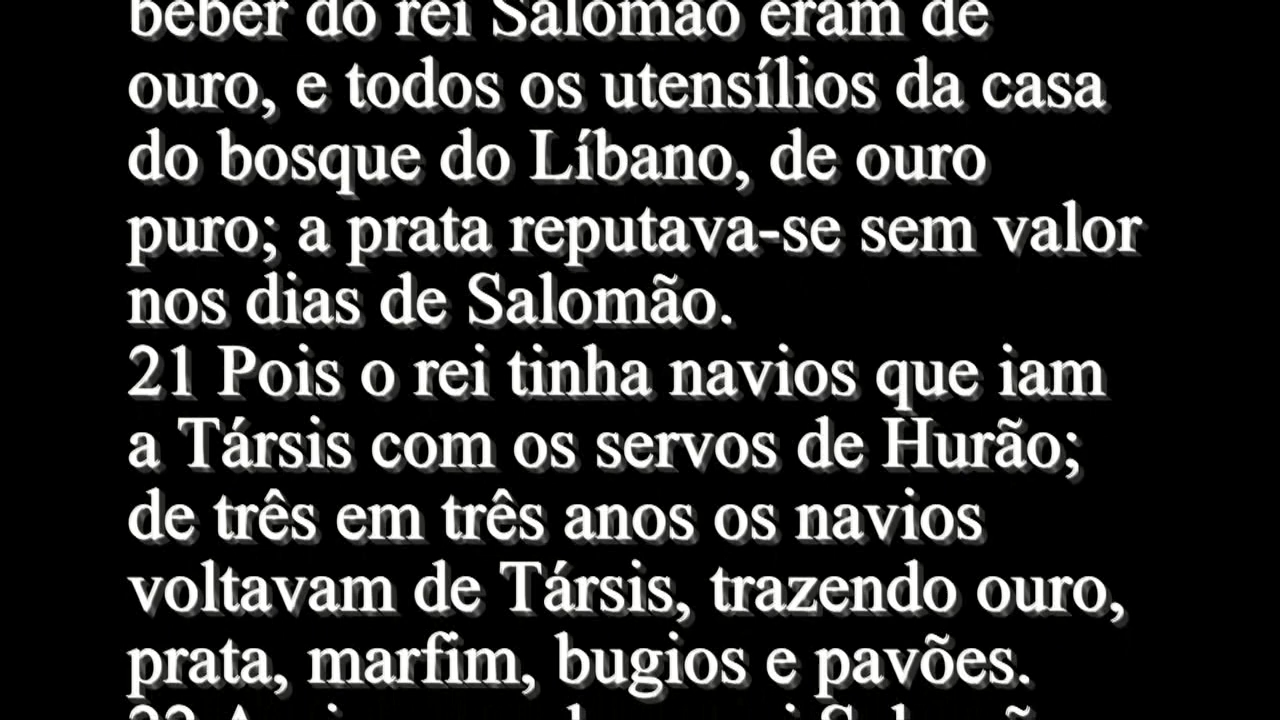 beber do rei Salomão eram de
ouro, e todos os utensílios da casa
do bosque do Líbano, de ouro
puro; a prata reputava-se sem valor
nos dias de Salomão.
21 Pois o rei tinha navios que iam
a Társis com os servos de Hurão;
de três em três anos os navios
voltavam de Társis, trazendo ouro,
prata, marfim, bugios e pavões.